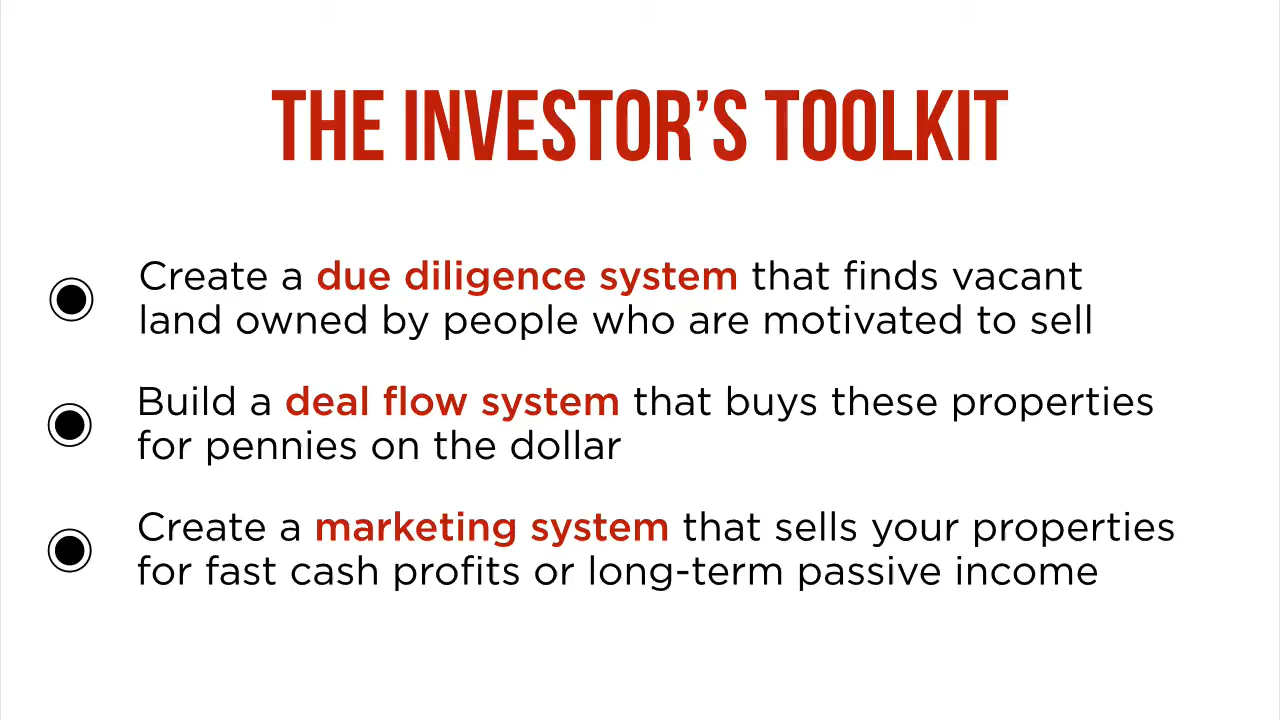 THE INVESTOR’S TOOLKIT
Create a due diligence system that finds vacant
land owned by people who are motivated to sell
Build a deal flow system that buys these properties
for pennies on the dollar
Create a marketing system that sells your properties
for fast cash profits or long-term passive income